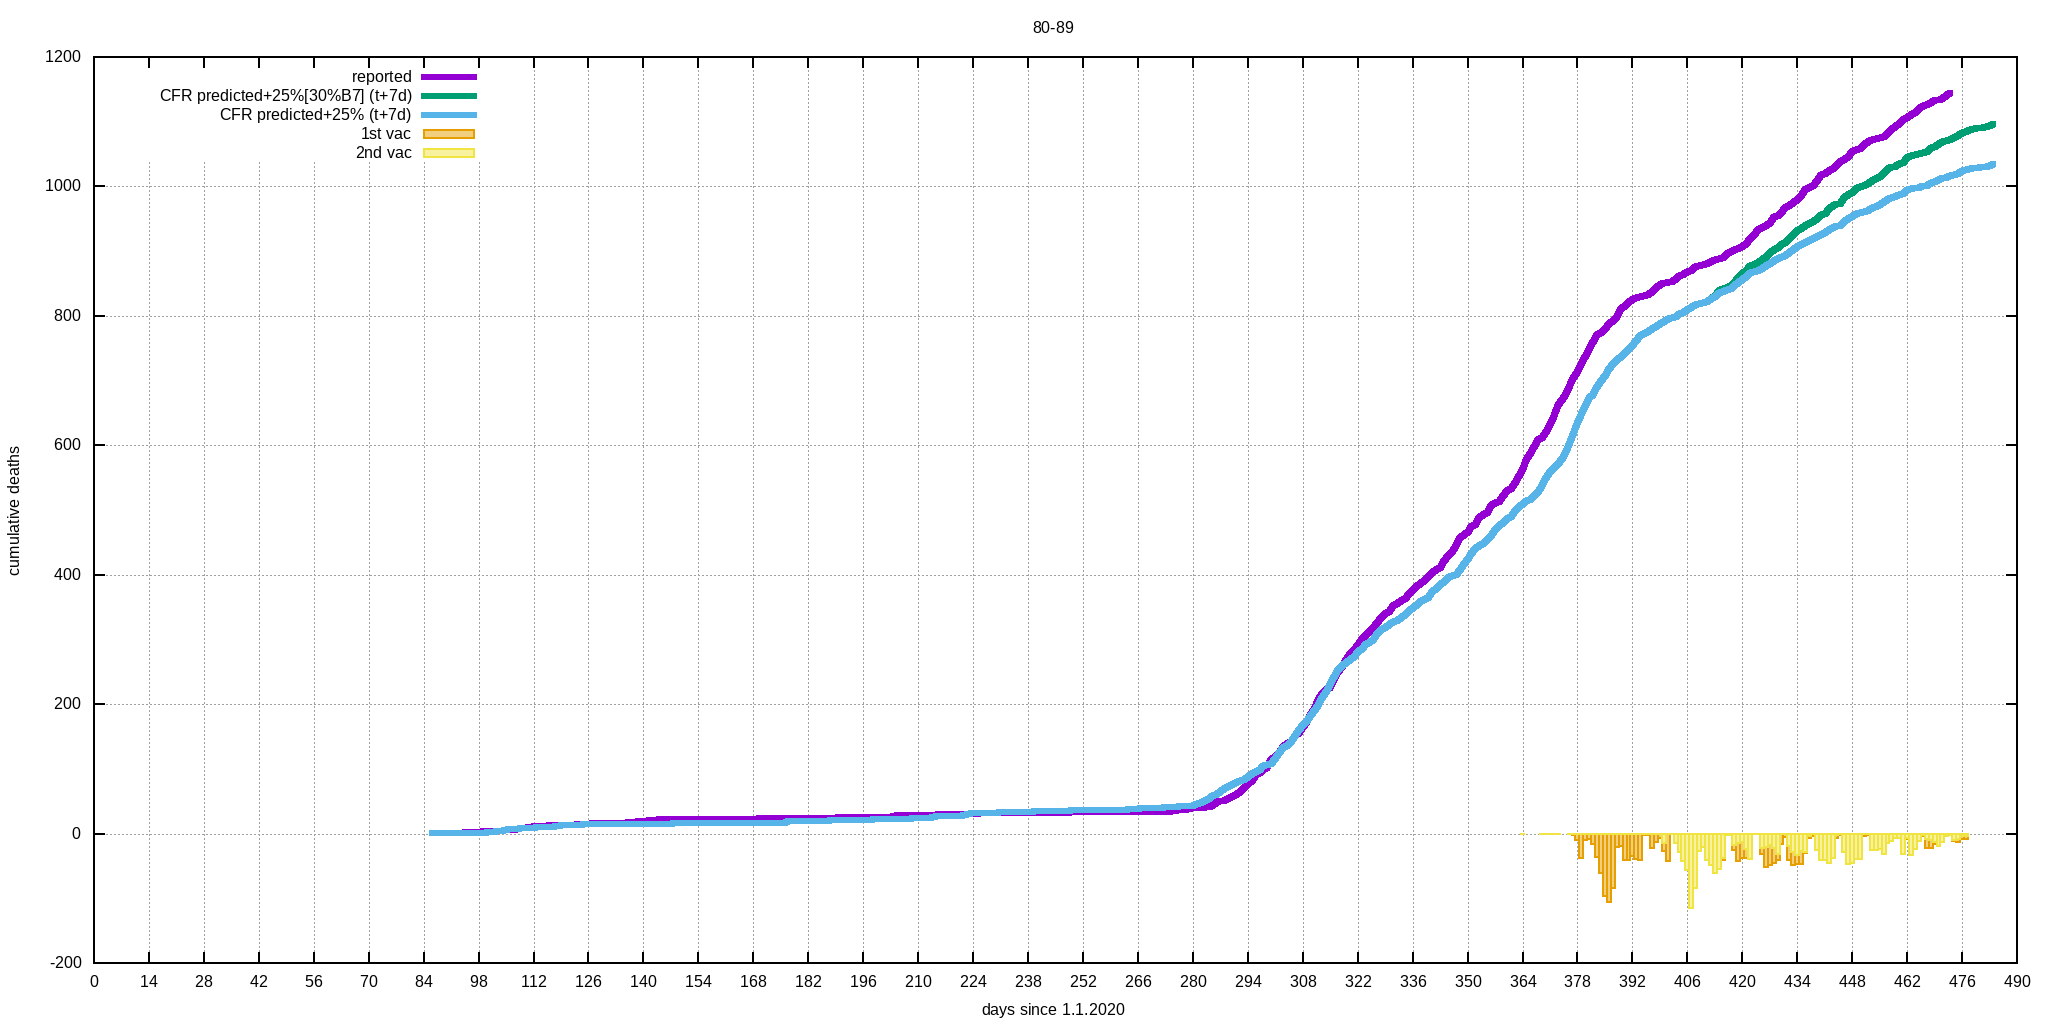 80-89
1200
1000
800
600
400
200
0
-200
cumulative deaths
reported
CFR predicted+25%[30%B7] (t+7d)
CFR predicted+25% (t+7d)
1st vac
2nd vac
0 14 28 42 56 70 84 98 112 126 140 154 168 182 196 210 224 238 252 266 280 294 308 322 336 350 364 378 392 406 420 434 448 462 476 490
days since 1.1.2020